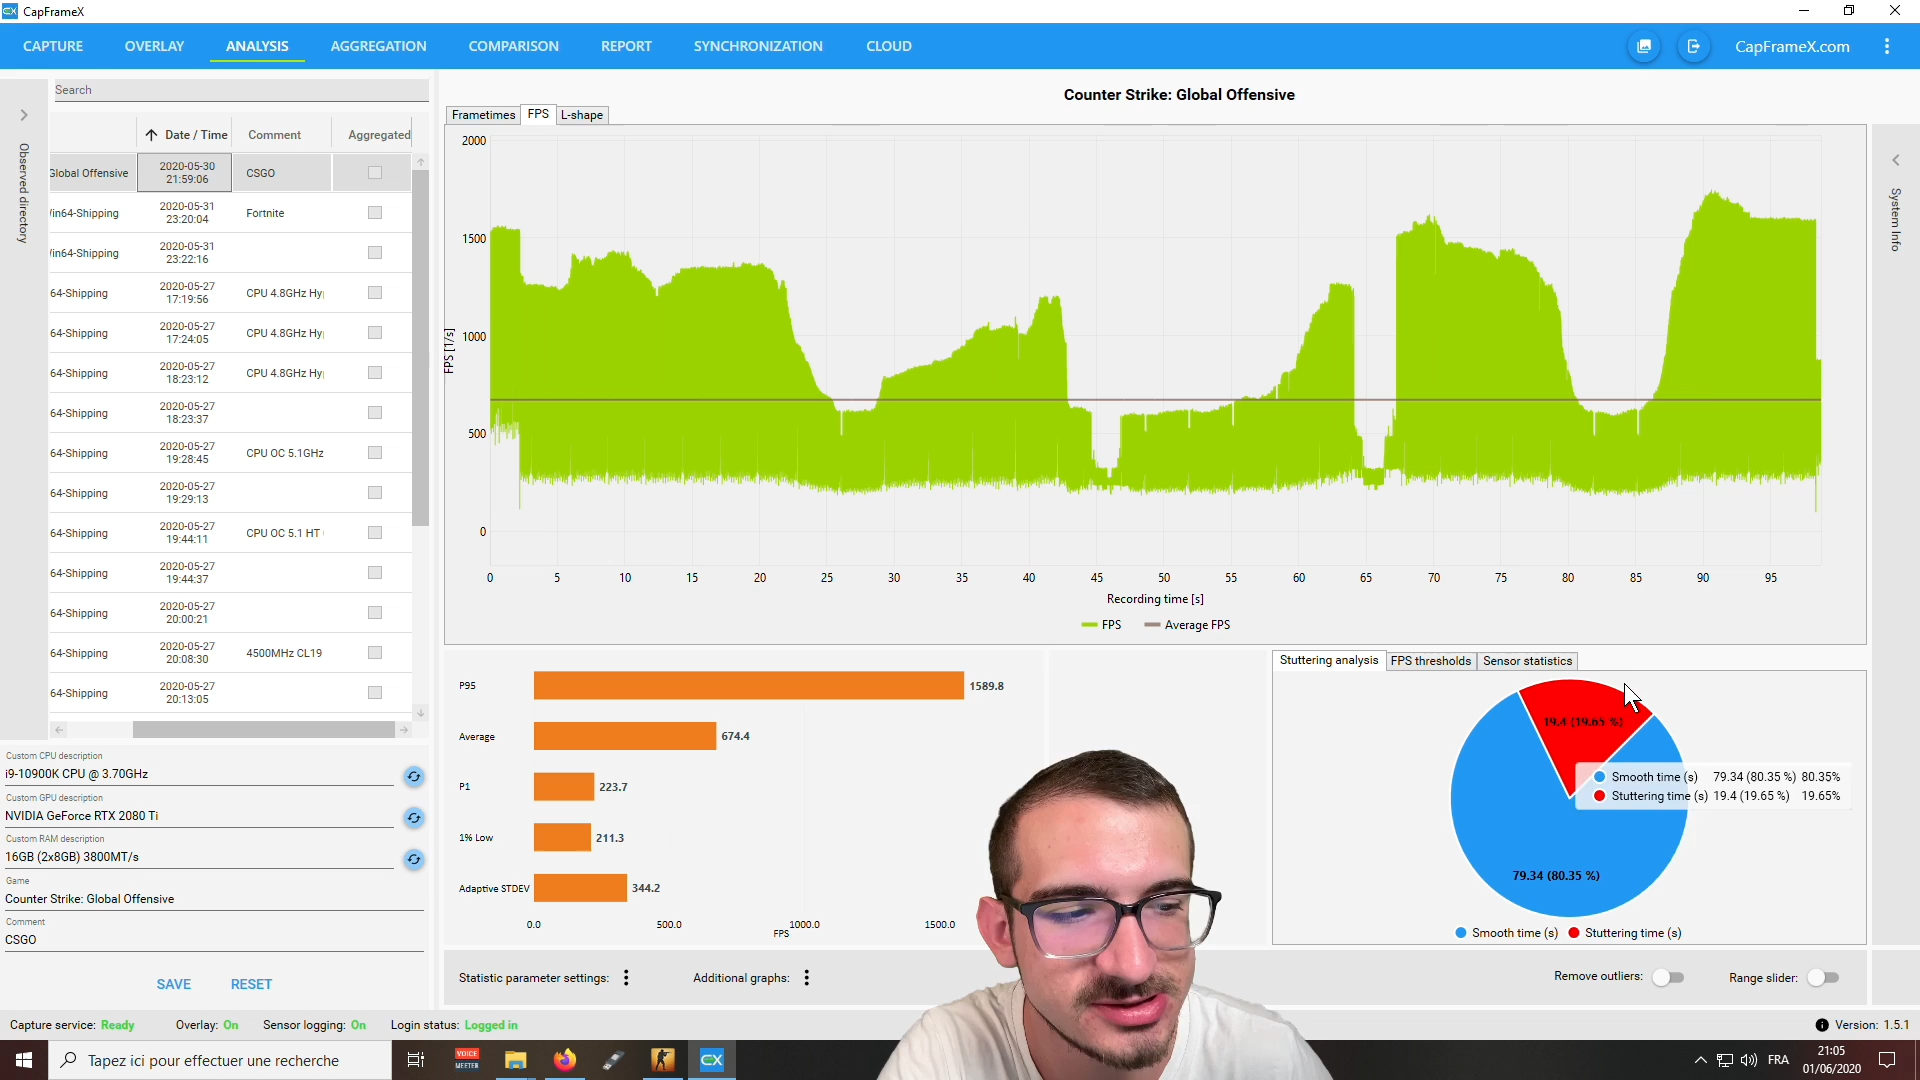 CapFrameX
CAPTURE
OVERLAY
ANALYSIS
AGGREGATION
COMPARISON
REPORT
SYNCHRONIZATION
CLOUD
CapFrameX.com
Observed directory
Search
Date / Time
Comment
Aggregated
Global Offensive
2020-05-30
21:59:06
CSGO
/in64-Shipping
2020-05-31
23:20:04
Fortnite
/in64-Shipping
2020-05-31
23:22:16
64-Shipping
2020-05-27
17:19:56
CPU 4.8GHz Hy
64-Shipping
2020-05-27
17:24:05
CPU 4.8GHz Hy
64-Shipping
2020-05-27
18:23:12
CPU 4.8GHz Hy
64-Shipping
2020-05-27
18:23:37
64-Shipping
2020-05-27
19:28:45
CPU OC 5.1GHz
64-Shipping
2020-05-27
19:29:13
64-Shipping
2020-05-27
19:44:11
CPU OC 5.1 HT
64-Shipping
2020-05-27
19:44:37
64-Shipping
2020-05-27
20:00:21
64-Shipping
2020-05-27
20:08:30
4500MHz CL19
64-Shipping
2020-05-27
20:13:05
Custom CPU description
i9-10900K CPU @ 3.70GHz
Custom GPU description
NVIDIA GeForce RTX 2080 Ti
Custom RAM description
16GB (2x8GB) 3800MT/s
Game
Counter Strike: Global Offensive
Comment
CSGO
SAVE
RESET
Counter Strike: Global Offensive
Frametimes
FPS
L-shape
2000
1500
1000
500
0
FPS [1/s]
0 5 10 15 20 25 30 35 40 45 50 55 60 65 70 75 80 85 90 95
Recording time [s]
FPS
Average FPS
System Info
P95
1589.8
Average
674.4
P1
223.7
1% Low
211.3
Adaptive STDEV
344.2
0.0 500.0 1000.0 1500.0
FPS
Stuttering analysis
FPS thresholds
Sensor statistics
19.4 (19.65 %)
Smooth time (s) 79.34 (80.35 %) 80.35%
Stuttering time (s) 19.4 (19.65 %) 19.65%
79.34 (80.35 %)
Smooth time (s)
Stuttering time (s)
Statistic parameter settings:
Additional graphs:
Remove outliers:
Range slider:
Capture service: Ready
Overlay: On
Sensor logging: On
Login status: Logged in
Version: 1.5.1
Tapez ici pour effectuer une recherche
VOICE
MEETER
CX
FRA
21:05
01/06/2020